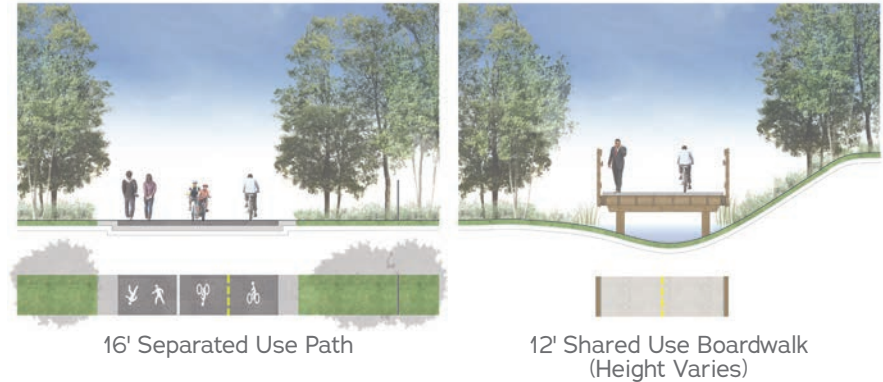 16' Separated Use Path
12' Shared Use Boardwalk
(Height Varies)